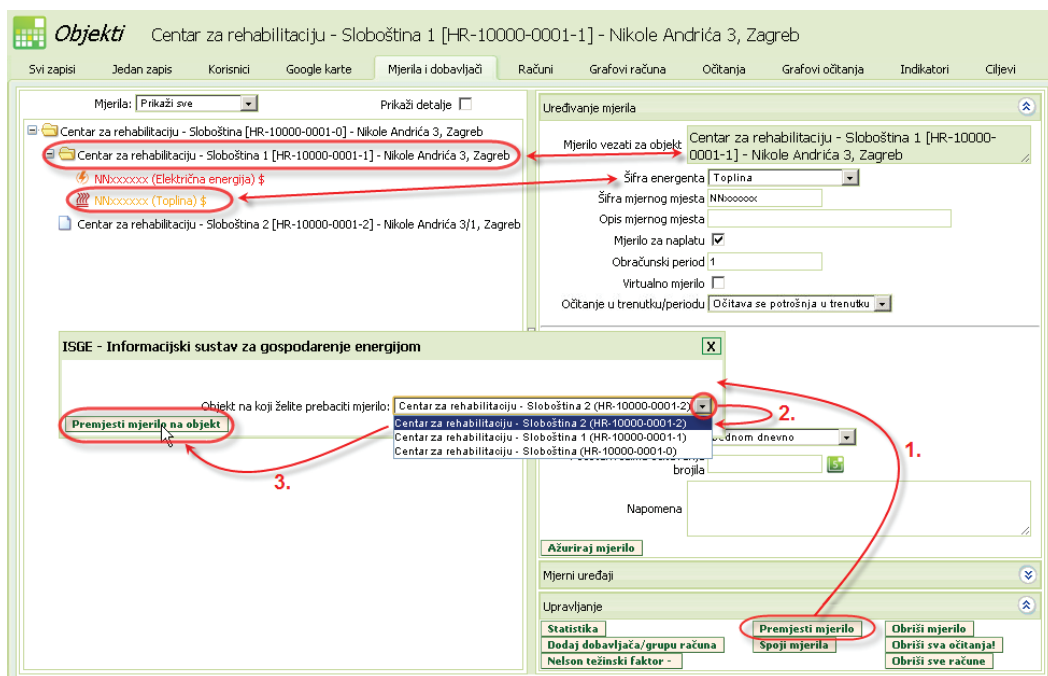 Objekti Centar za rehabilitaciju - Sloboština 1 [HR-10000-0001-1] - Nikole Andrića 3, Zagreb
Svi zapisi Jedan zapis Korisnici Google karte Mjerila i dobavljači Računi Grafovi računa Očitanja Grafovi očitanja Indikatori Ciljevi
Mjerila: Prikaži sve Prikaži detalje
Centar za rehabilitaciju - Sloboština [HR-10000-0001-0] - Nikole Andrića 3, Zagreb
Centar za rehabilitaciju - Sloboština 1 [HR-10000-0001-1] - Nikole Andrića 3, Zagreb
NNxxxxxx (Električna energija) $
NNxxxxxx (Toplina) $
Centar za rehabilitaciju - Sloboština 2 [HR-10000-0001-2] - Nikole Andrića 3/1, Zagreb
Uređivanje mjerila
Mjerilo vezati za objekt Centar za rehabilitaciju - Sloboština 1 [HR-10000-
0001-1] - Nikole Andrića 3, Zagreb
Šifra energenta Toplina
Šifra mjernog mjesta NNxxxxxx
Opis mjernog mjesta
Mjerilo za naplatu
Obračunski period 1
Virtualno mjerilo
Očitanje u trenutku/periodu Očitava se potrošnja u trenutku
ISGE - Informacijski sustav za gospodarenje energijom X
Objekt na koji želite prebaciti mjerilo: Centar za rehabilitaciju - Sloboština 2 (HR-10000-0001-2)
Centar za rehabilitaciju - Sloboština 2 (HR-10000-0001-2)
Centar za rehabilitaciju - Sloboština 1 (HR-10000-0001-1)
Centar za rehabilitaciju - Sloboština (HR-10000-0001-0)
Premjesti mjerilo na objekt
1.
2.
3.
dnom dnevno
brojila
Napomena
Ažuriraj mjerilo
Mjerni uređaji
Upravljanje
Statistika Premjesti mjerilo Obriši mjerilo
Dodaj dobavljača/grupu računa Spoji mjerila Obriši sva očitanja!
Nelson težinski faktor - Obriši sve račune